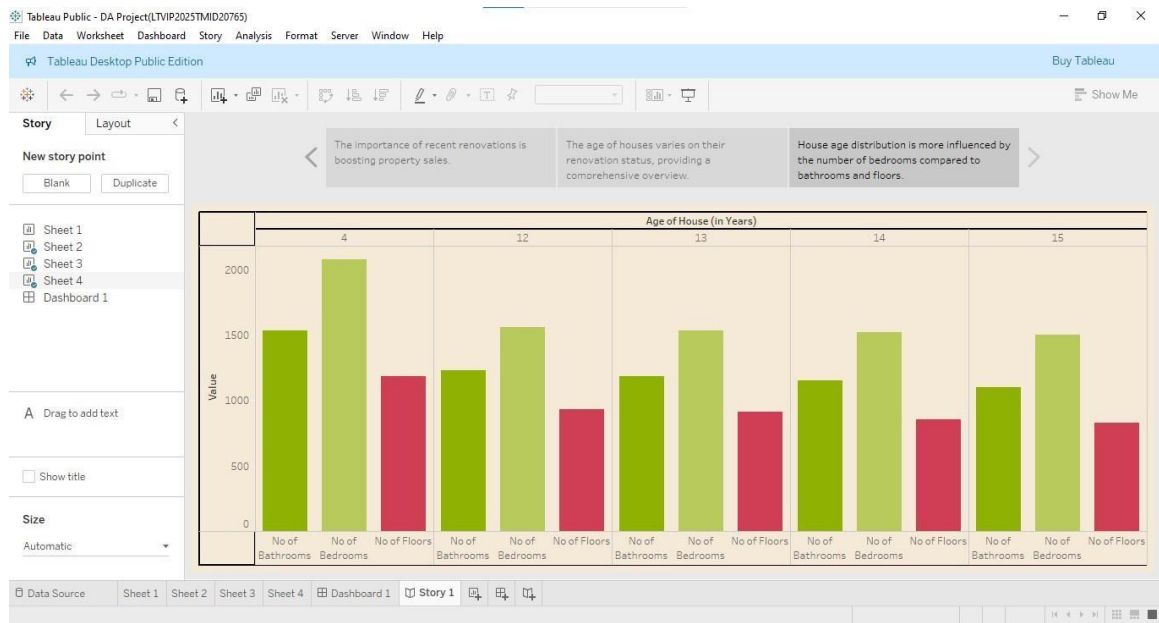 Tableau Public - DA Project(LTVIP2025TMID20765)
File Data Worksheet Dashboard Story Analysis Format Server Window Help
Tableau Desktop Public Edition
Buy Tableau
Show Me
Story Layout
New story point
Blank Duplicate
Sheet 1
Sheet 2
Sheet 3
Sheet 4
Dashboard 1
A Drag to add text
Show title
Size
Automatic
The importance of recent renovations is
boosting property sales.
The age of houses varies on their
renovation status, providing a
comprehensive overview.
House age distribution is more influenced by
the number of bedrooms compared to
bathrooms and floors.
Age of House (in Years)
4 12 13 14 15
Value
2000
1500
1000
500
0
No of
Bathrooms
No of
Bedrooms
No of Floors
No of
Bathrooms
No of
Bedrooms
No of Floors
No of
Bathrooms
No of
Bedrooms
No of Floors
No of
Bathrooms
No of
Bedrooms
No of Floors
No of
Bathrooms
No of
Bedrooms
No of Floors
Data Source Sheet 1 Sheet 2 Sheet 3 Sheet 4 Dashboard 1 Story 1